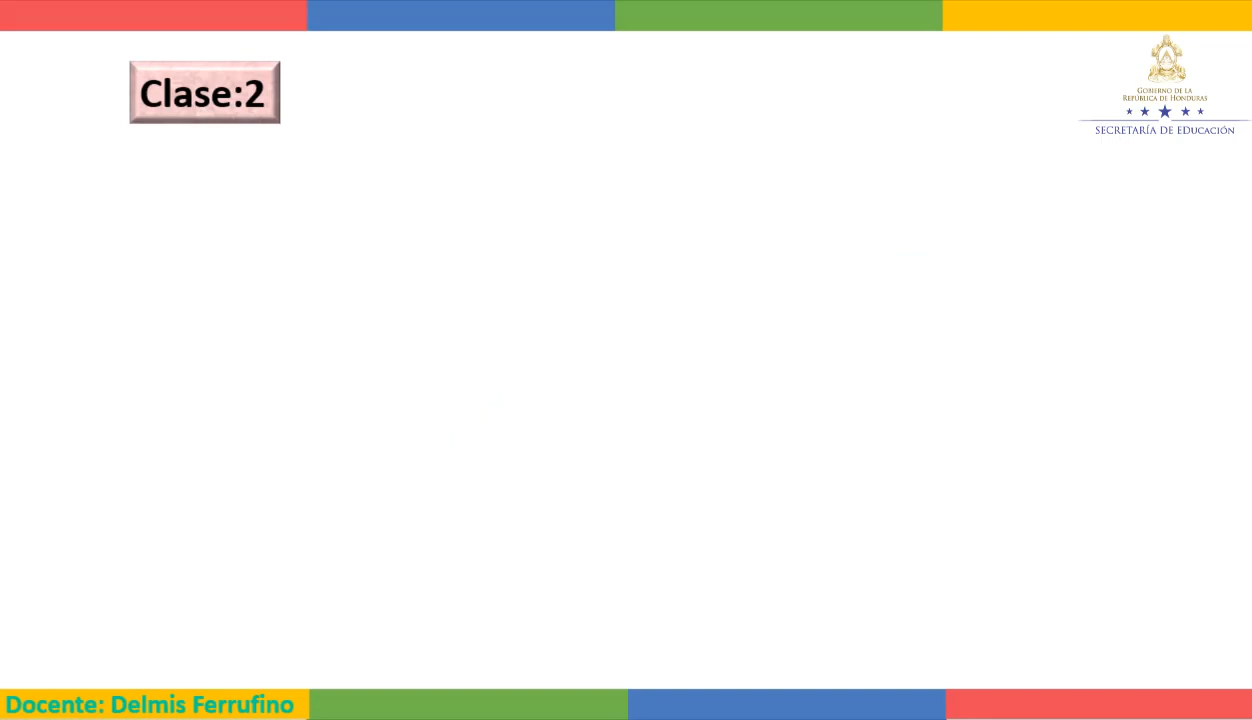 Clase:2
GOBIERNO DE LA
REPÚBLICA DE HONDURAS
SECRETARÍA DE EDUCACIÓN
Docente: Delmis Ferrufino